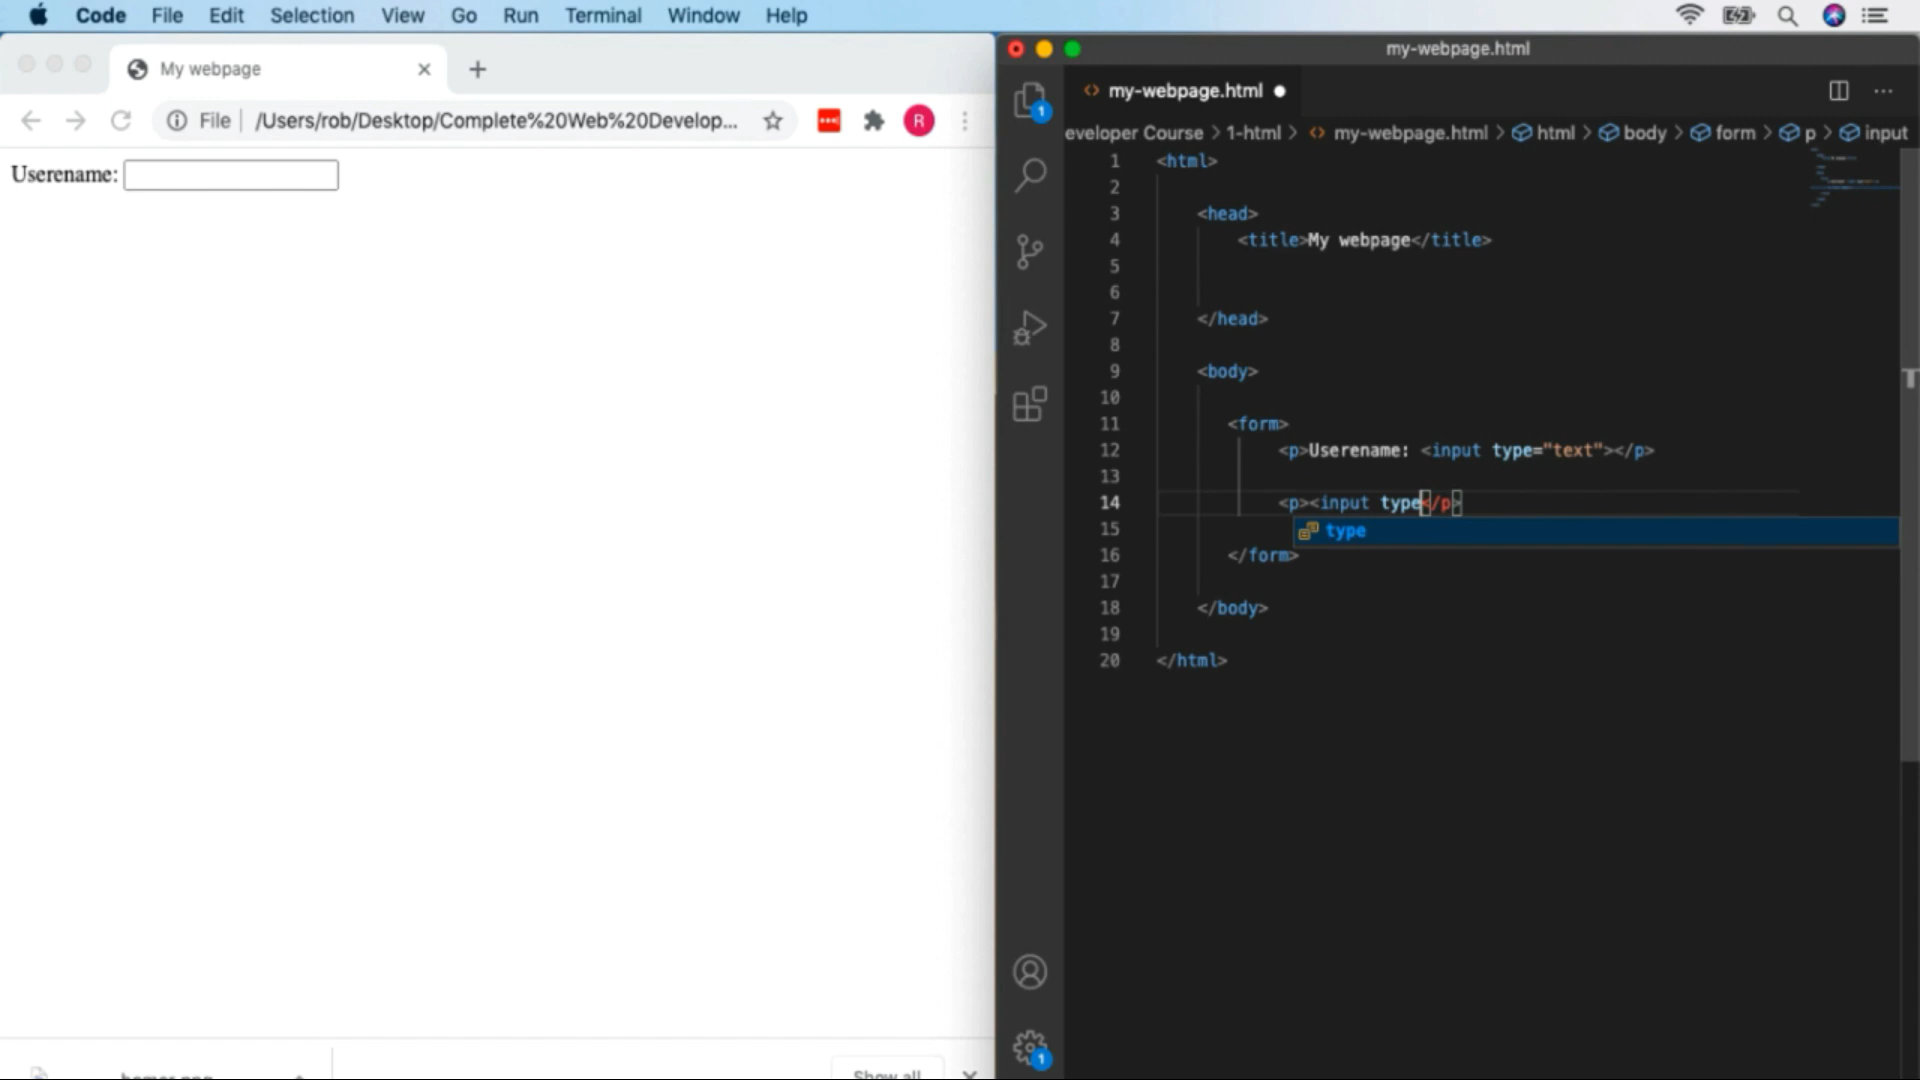 Code File Edit Selection View Go Run Terminal Window Help
My webpage
File /Users/rob/Desktop/Complete%20Web%20Develop... R
Userename:
Show all
my-webpage.html
my-webpage.html
1
eveloper Course > 1-html > <> my-webpage.html > html > body > form > p > input
1 <html>
2
3 <head>
4 <title>My webpage</title>
5
6
7 </head>
8
9 <body>
10
11 <form>
12 <p>Userename: <input type="text"></p>
13
14 <p><input type</p>
type
15
16 </form>
17
18 </body>
19
20 </html>
1